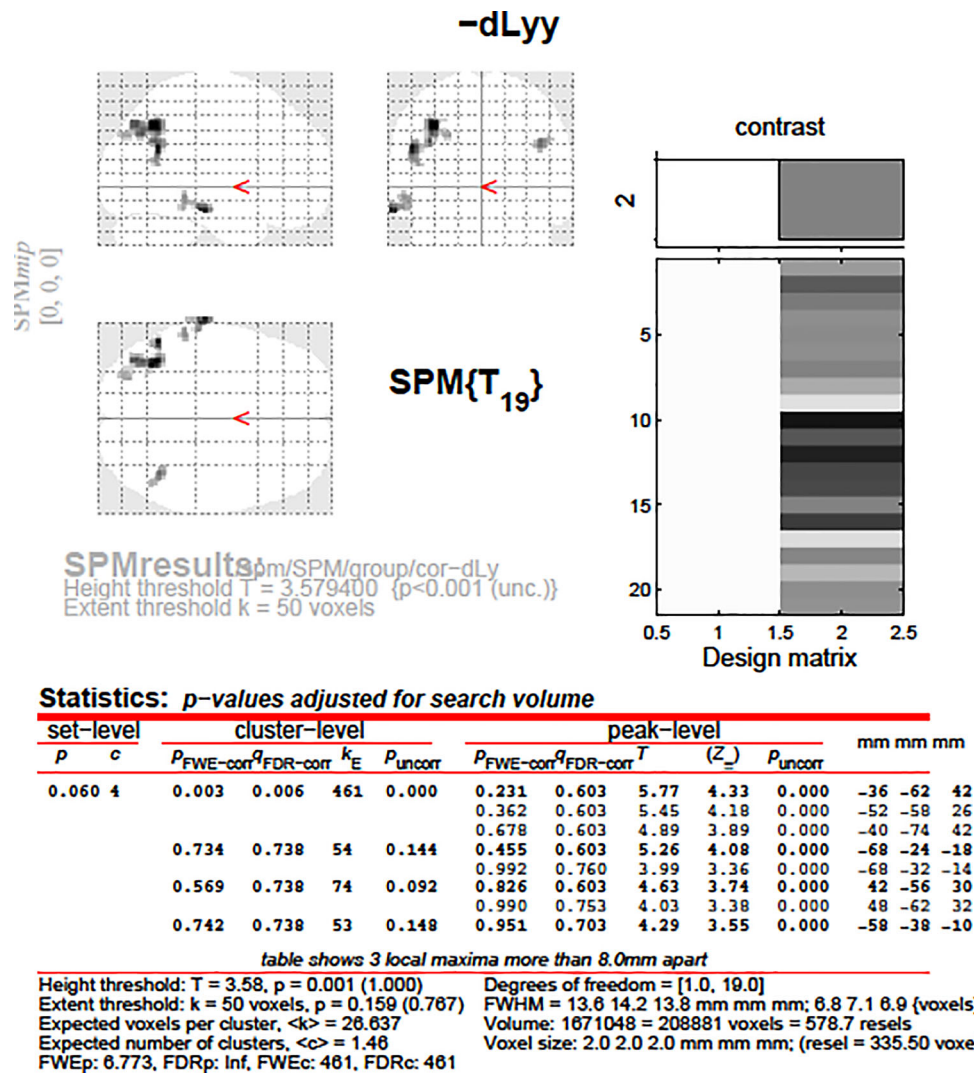 −dLyy
SPMmip
[0, 0, 0]
contrast
2
SPM{T19}
5
10
15
20
0.5 1 1.5 2 2.5
Design matrix
SPMresults: /spm/SPM/group/cor-dLy
Height threshold T = 3.579400 {p<0.001 (unc.)}
Extent threshold k = 50 voxels
Statistics: p−values adjusted for search volume
set−level cluster−level peak−level mm mm mm
p c pFWE−corr qFDR−corr kE puncorr pFWE−corr qFDR−corr T (Z≡) puncorr
0.060 4 0.003 0.006 461 0.000 0.231 0.603 5.77 4.33 0.000 −36 −62 42
0.362 0.603 5.45 4.18 0.000 −52 −58 26
0.678 0.603 4.89 3.89 0.000 −40 −74 42
0.734 0.738 54 0.144 0.455 0.603 5.26 4.08 0.000 −68 −24 −18
0.992 0.760 3.99 3.36 0.000 −68 −32 −14
0.569 0.738 74 0.092 0.826 0.603 4.63 3.74 0.000 42 −56 30
0.990 0.753 4.03 3.38 0.000 48 −62 32
0.742 0.738 53 0.148 0.951 0.703 4.29 3.55 0.000 −58 −38 −10
table shows 3 local maxima more than 8.0mm apart
Height threshold: T = 3.58, p = 0.001 (1.000) Degrees of freedom = [1.0, 19.0]
Extent threshold: k = 50 voxels, p = 0.159 (0.767) FWHM = 13.6 14.2 13.8 mm mm mm; 6.8 7.1 6.9 {voxels
Expected voxels per cluster, <k> = 26.637 Volume: 1671048 = 208881 voxels = 578.7 resels
Expected number of clusters, <c> = 1.46 Voxel size: 2.0 2.0 2.0 mm mm mm; (resel = 335.50 voxe
FWEp: 6.773, FDRp: Inf, FWEc: 461, FDRc: 461